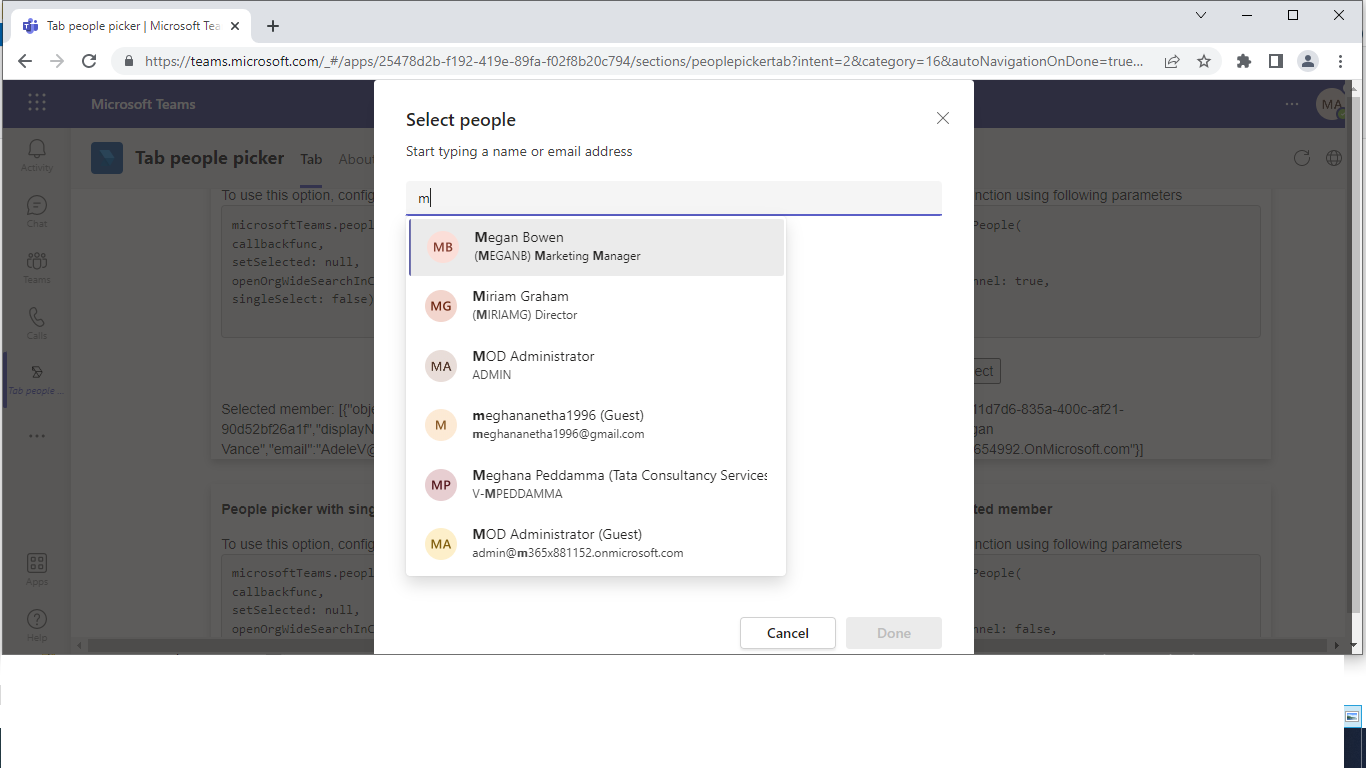 Tab people picker | Microsoft Tea
https://teams.microsoft.com/_#/apps/25478d2b-f192-419e-89fa-f02f8b20c794/sections/peoplepickertab?intent=2&category=16&autoNavigationOnDone=true...
Microsoft Teams
MA
Activity
Chat
Teams
Calls
Tab people ...
Apps
Help
Tab people picker
Tab
About
To use this option, config
microsoftTeams.peopl
callbackfunc,
setSelected: null,
openOrgWideSearchInC
singleSelect: false)
Selected member: [{"obje
90d52bf26a1f","displayN
Vance","email":"AdeleV@
People picker with sing
To use this option, config
microsoftTeams.peopl
callbackfunc,
setSelected: null,
openOrgWideSearchInC
Select people
Start typing a name or email address
m
MB
Megan Bowen
(MEGANB) Marketing Manager
MG
Miriam Graham
(MIRIAMG) Director
MA
MOD Administrator
ADMIN
M
meghananetha1996 (Guest)
meghananetha1996@gmail.com
MP
Meghana Peddamma (Tata Consultancy Services
V-MPEDDAMMA
MA
MOD Administrator (Guest)
admin@m365x881152.onmicrosoft.com
Cancel
Done
nction using following parameters
People(
nnel: true,
ect
11d7d6-835a-400c-af21-
gan
654992.OnMicrosoft.com"}]
ted member
nction using following parameters
People(
nnel: false,